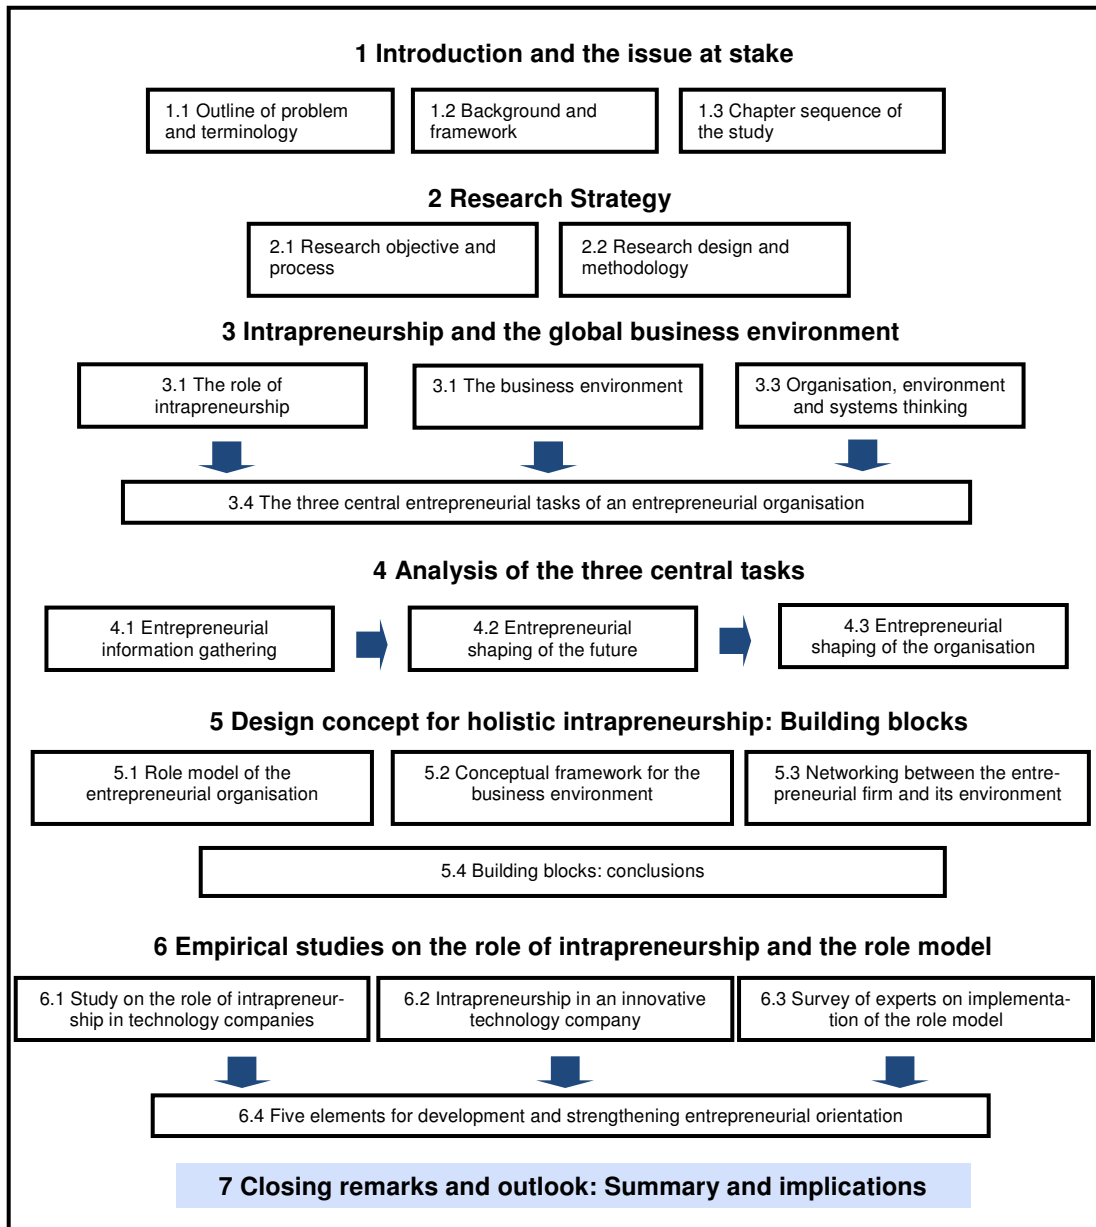 1 Introduction and the issue at stake
1.1 Outline of problem
and terminology
1.2 Background and
framework
1.3 Chapter sequence of
the study
2 Research Strategy
2.1 Research objective and
process
2.2 Research design and
methodology
3 Intrapreneurship and the global business environment
3.1 The role of
intrapreneurship
3.1 The business environment
3.3 Organisation, environment
and systems thinking
3.4 The three central entrepreneurial tasks of an entrepreneurial organisation
4 Analysis of the three central tasks
4.1 Entrepreneurial
information gathering
4.2 Entrepreneurial
shaping of the future
4.3 Entrepreneurial
shaping of the organisation
5 Design concept for holistic intrapreneurship: Building blocks
5.1 Role model of the
entrepreneurial organisation
5.2 Conceptual framework for the
business environment
5.3 Networking between the entre-
preneurial firm and its environment
5.4 Building blocks: conclusions
6 Empirical studies on the role of intrapreneurship and the role model
6.1 Study on the role of intrapreneur-
ship in technology companies
6.2 Intrapreneurship in an innovative
technology company
6.3 Survey of experts on implementa-
tion of the role model
6.4 Five elements for development and strengthening entrepreneurial orientation
7 Closing remarks and outlook: Summary and implications